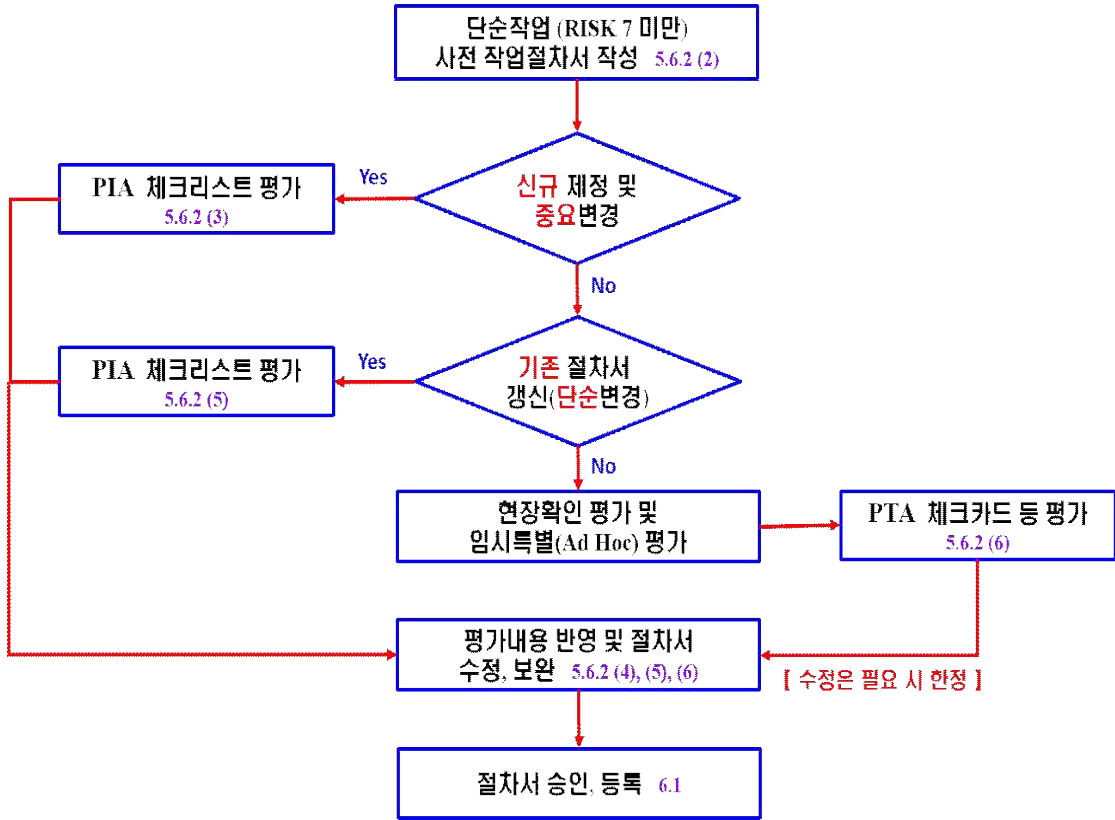 단순작업 (RISK 7 미만)
사전 작업절차서 작성 5.6.2 (2)
신규 제정 및
중요변경
Yes
PIA 체크리스트 평가
5.6.2 (3)
No
기존 절차서
갱신(단순변경)
Yes
PIA 체크리스트 평가
5.6.2 (5)
No
현장확인 평가 및
임시특별(Ad Hoc) 평가
PTA 체크카드 등 평가
5.6.2 (6)
평가내용 반영 및 절차서
수정, 보완 5.6.2 (4), (5), (6)
[ 수정은 필요 시 한정 ]
절차서 승인, 등록 6.1